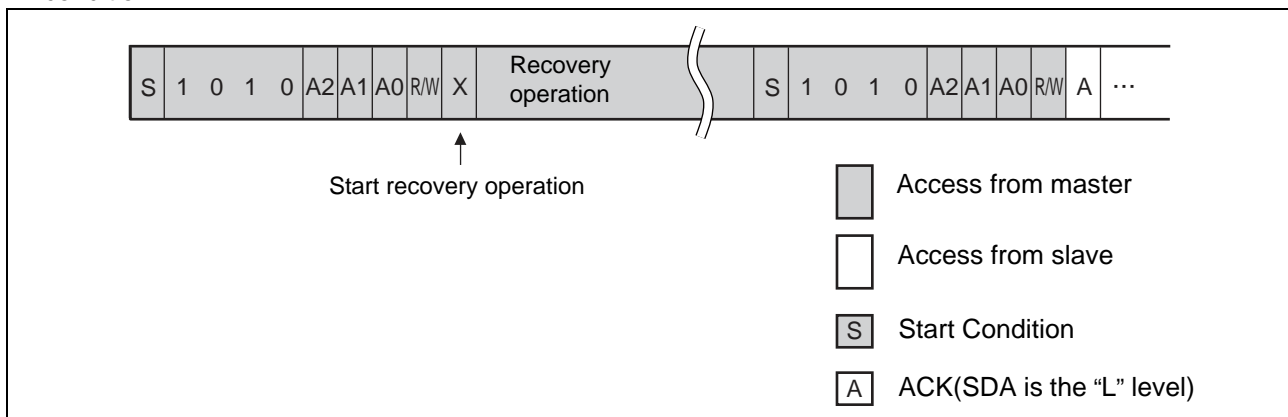 S 1 0 1 0 A2 A1 A0 R/W X Recovery operation S 1 0 1 0 A2 A1 A0 R/W A ...
Start recovery operation
Access from master
Access from slave
S Start Condition
A ACK(SDA is the “L” level)